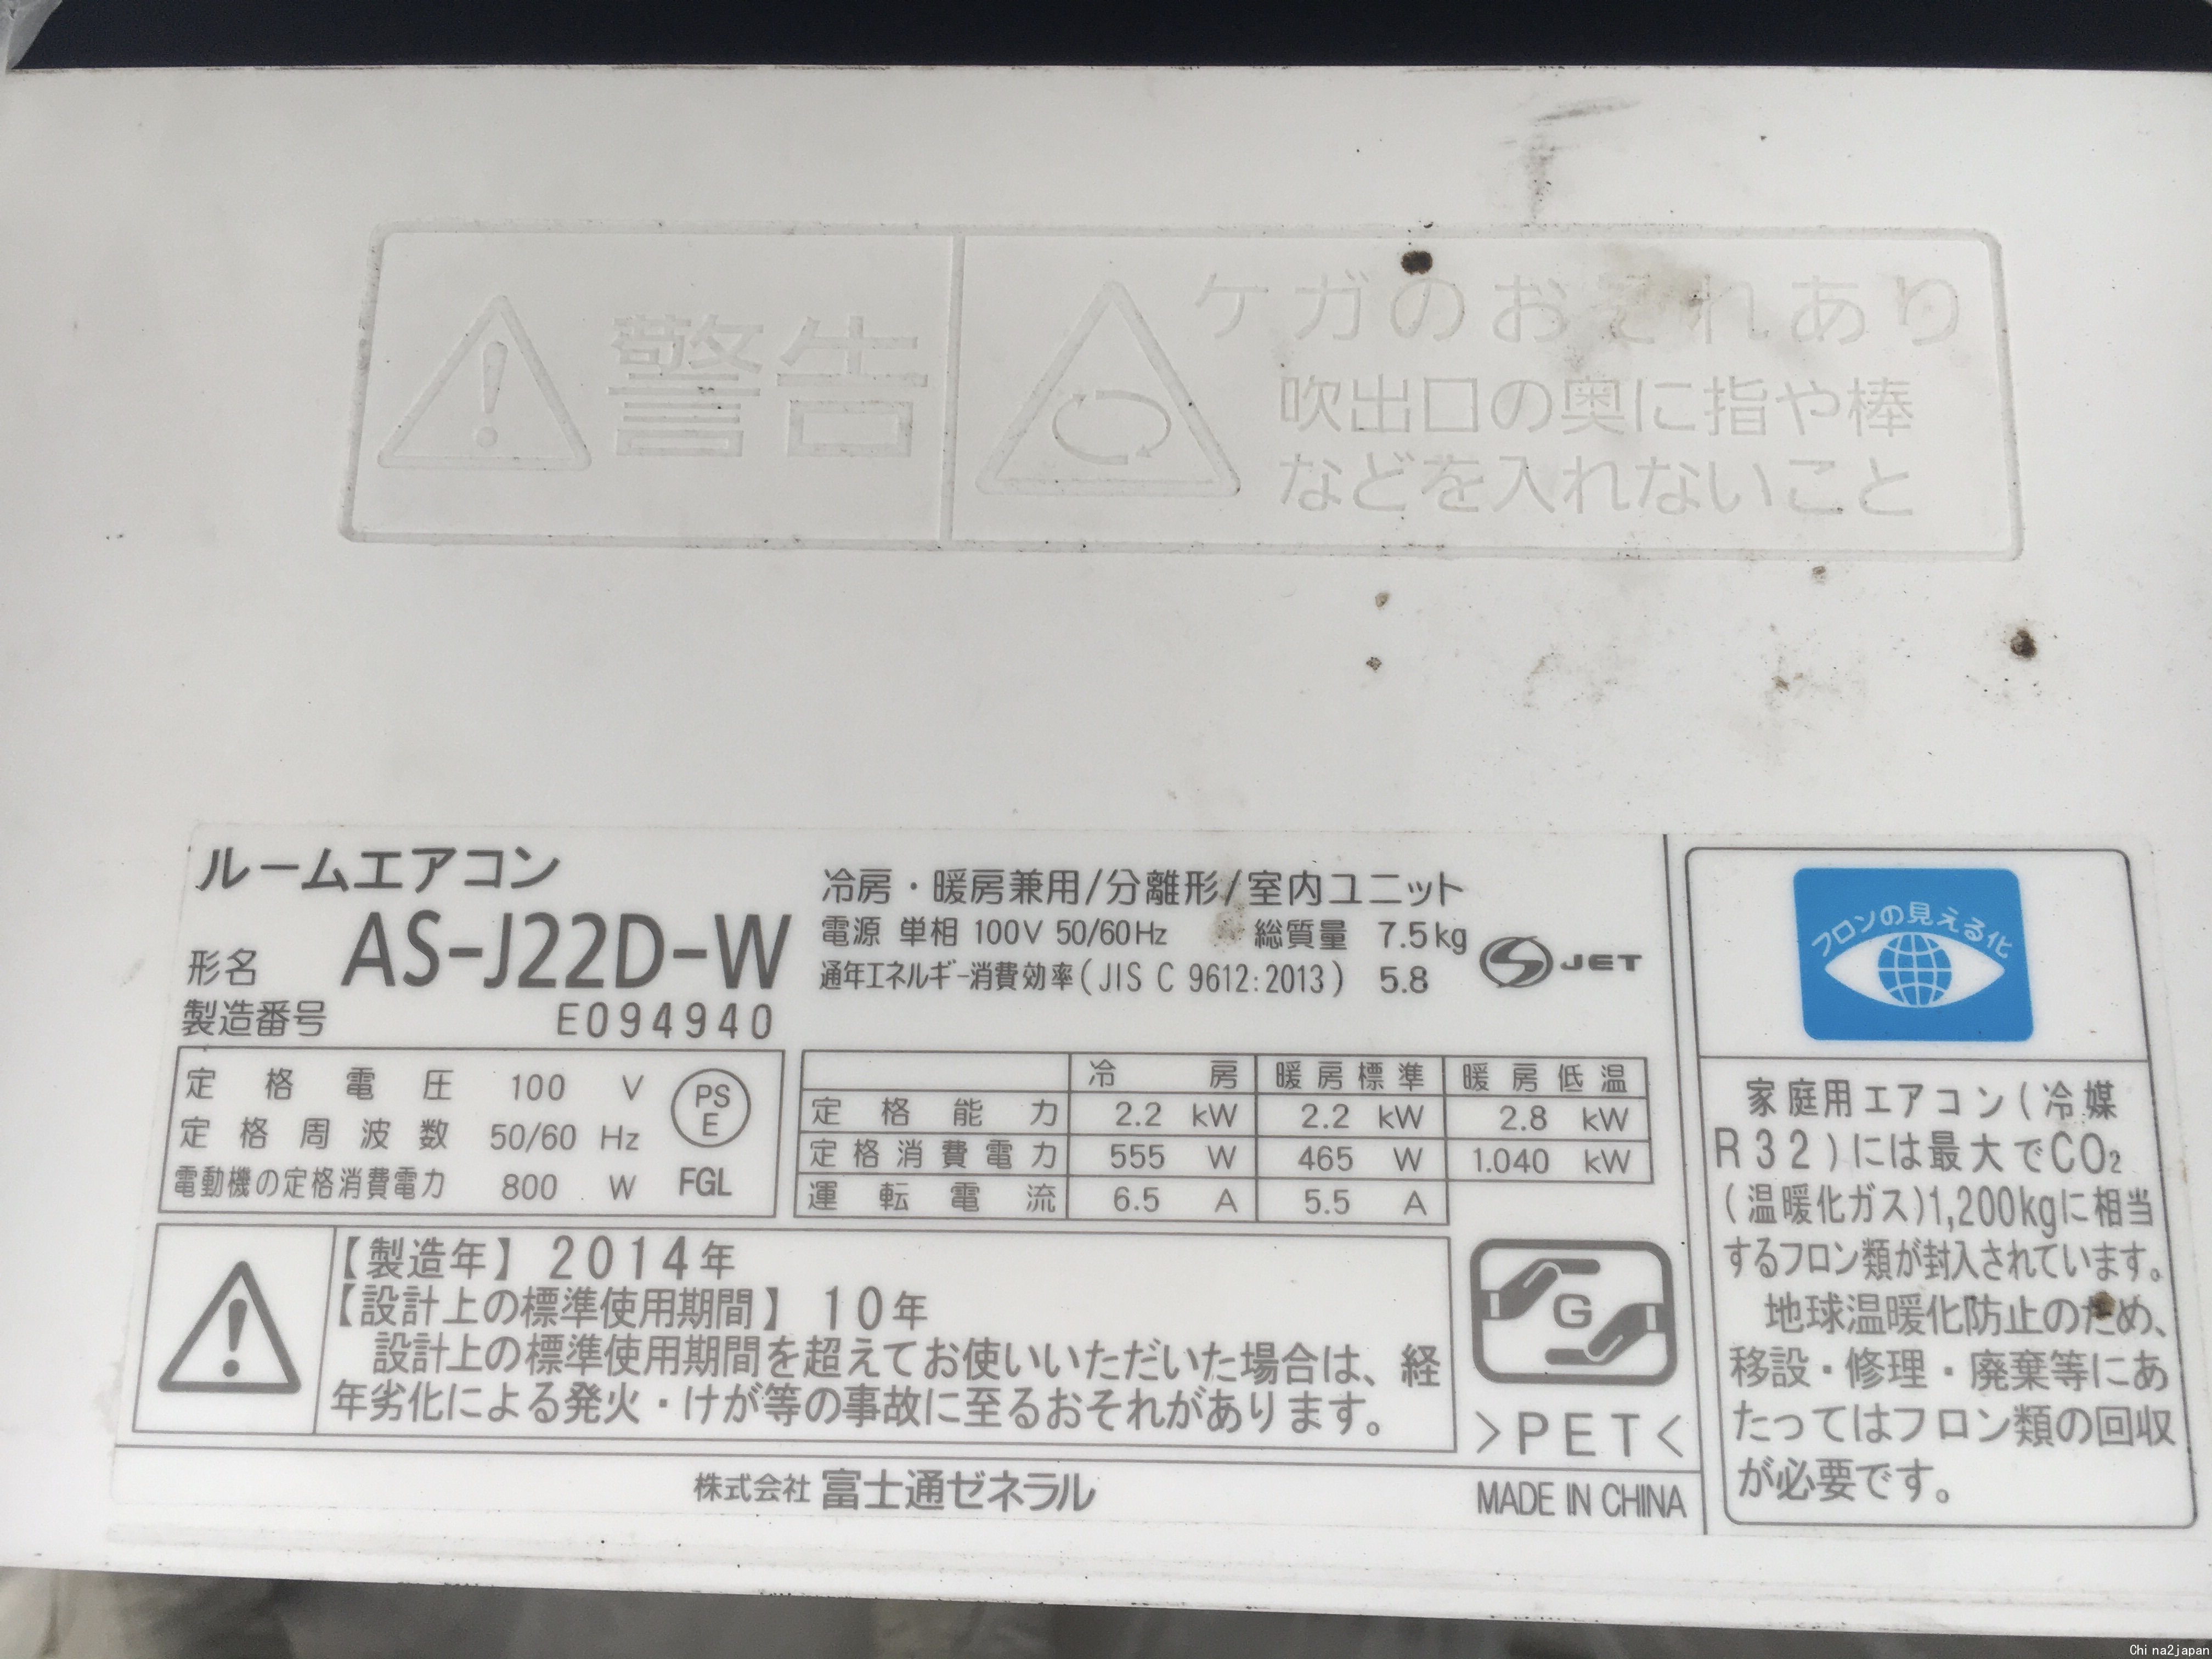 警告
ケガのおそれあり
吹出口の奥に指や棒
などを入れないこと
ルームエアコン
形名 AS-J22D-W
製造番号 E094940
冷房・暖房兼用/分離形/室内ユニット
電源 単相 100V 50/60Hz 総質量 7.5kg
通年エネルギー消費効率(JIS C 9612:2013) 5.8
JET
定格電圧 100 V
定格周波数 50/60 Hz
電動機の定格消費電力 800 W
PS
E
FGL
冷房 暖房標準 暖房低温
定格能力 2.2 kW 2.2 kW 2.8 kW
定格消費電力 555 W 465 W 1.040 kW
運転電流 6.5 A 5.5 A
【製造年】2014年
【設計上の標準使用期間】10年
設計上の標準使用期間を超えてお使いいただいた場合は、経
年劣化による発火・けが等の事故に至るおそれがあります。
G
>PET<
株式会社 富士通ゼネラル
MADE IN CHINA
フロンの見える化
家庭用エアコン(冷媒
R32)には最大でCO₂
(温暖化ガス)1,200kgに相当
するフロン類が封入されています。
地球温暖化防止のため、
移設・修理・廃棄等にあ
たってはフロン類の回収
が必要です。
China2japan